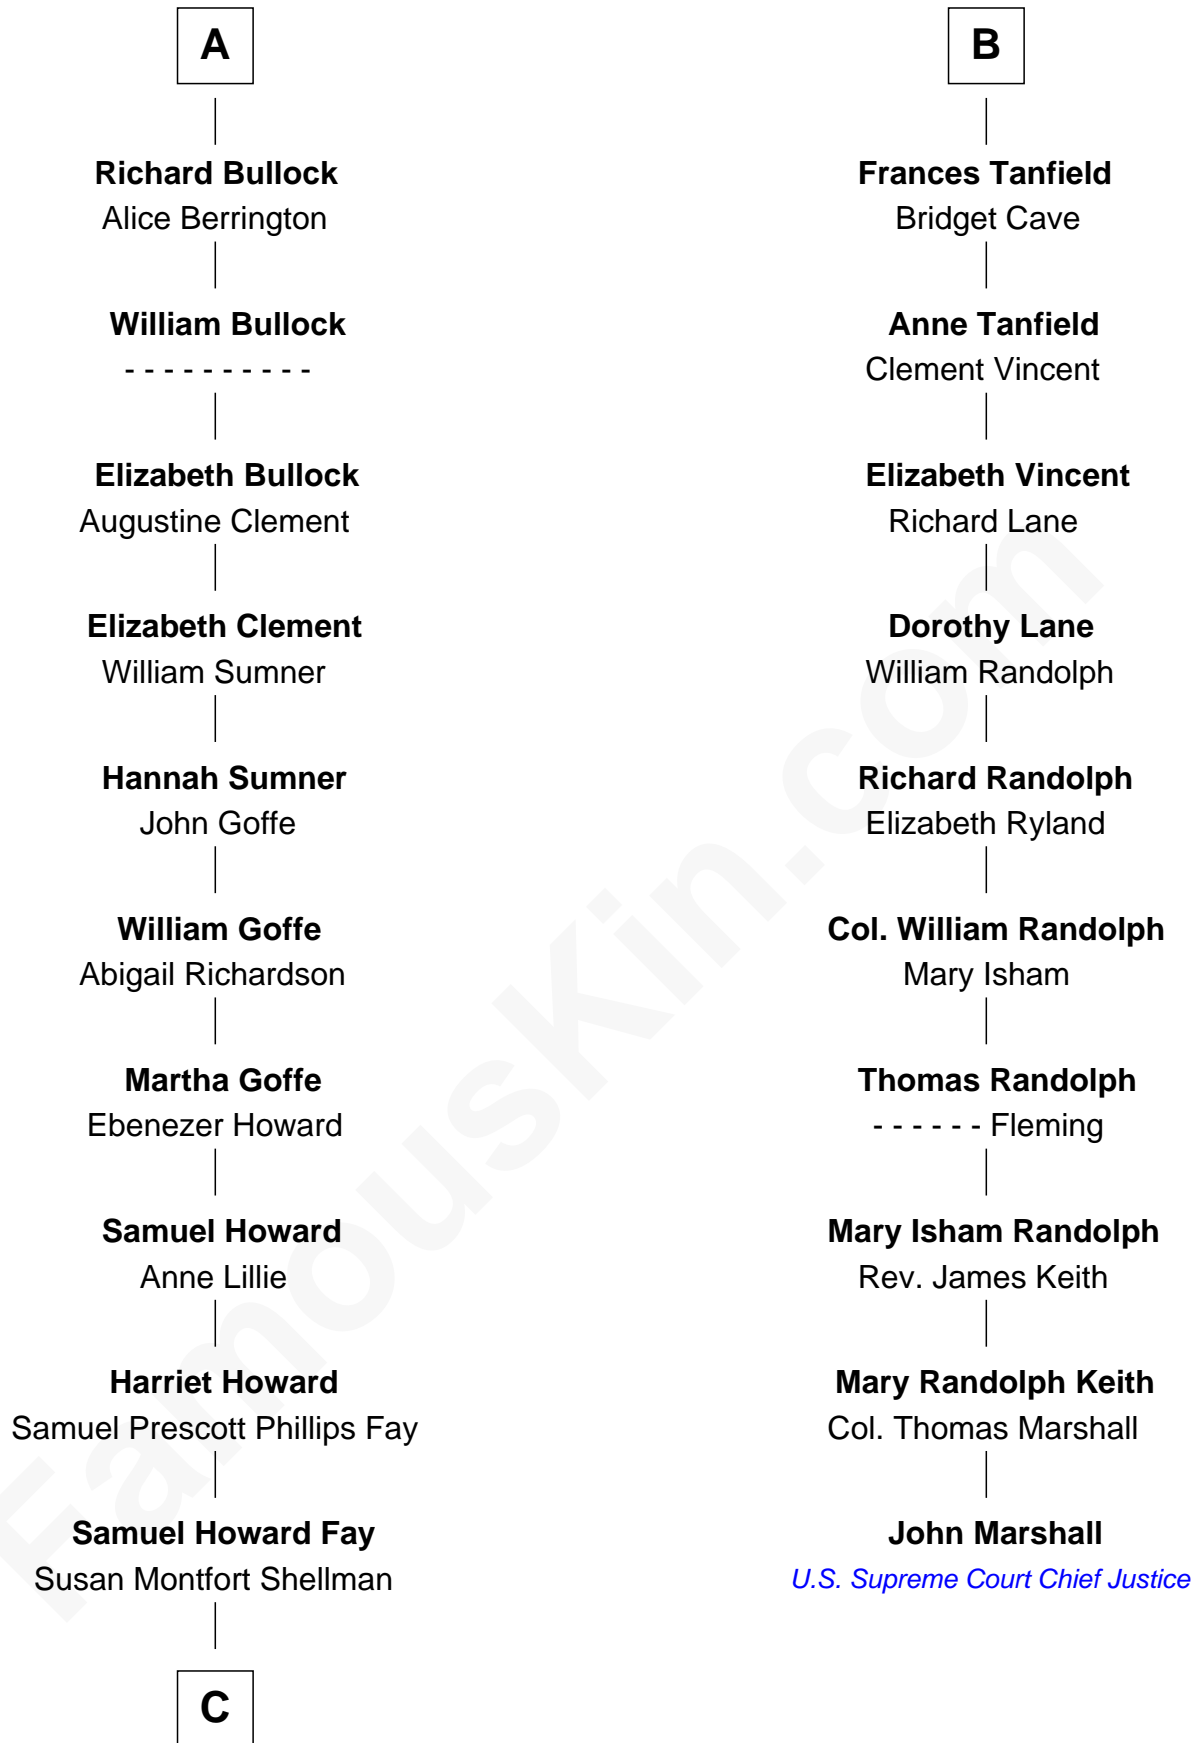 A
Richard Bullock
Alice Berrington
William Bullock
- - - - - - - - - -
Elizabeth Bullock
Augustine Clement
Elizabeth Clement
William Sumner
Hannah Sumner
John Goffe
William Goffe
Abigail Richardson
Martha Goffe
Ebenezer Howard
Samuel Howard
Anne Lillie
Harriet Howard
Samuel Prescott Phillips Fay
Samuel Howard Fay
Susan Montfort Shellman
C
B
Frances Tanfield
Bridget Cave
Anne Tanfield
Clement Vincent
Elizabeth Vincent
Richard Lane
Dorothy Lane
William Randolph
Richard Randolph
Elizabeth Ryland
Col. William Randolph
Mary Isham
Thomas Randolph
- - - - - - Fleming
Mary Isham Randolph
Rev. James Keith
Mary Randolph Keith
Col. Thomas Marshall
John Marshall
U.S. Supreme Court Chief Justice
FamousKin.com